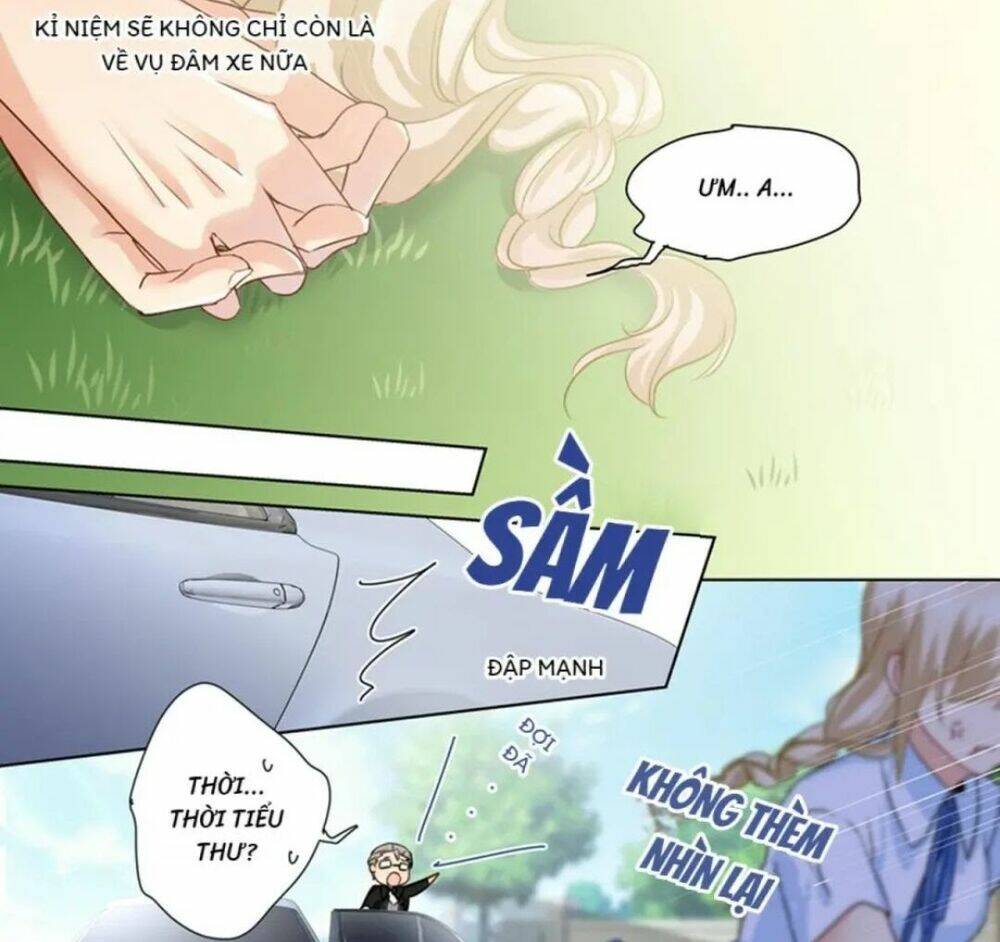 KỈ NIỆM SẼ KHÔNG CHỈ CÒN LÀ
VỀ VỤ ĐÂM XE NỮA
ƯM.. A...
SẦM
ĐẬP MẠNH
ĐỢI
ĐÃ
THỜI...
THỜI TIỂU
THƯ?
KHÔNG THÈM
NHÌN LẠI